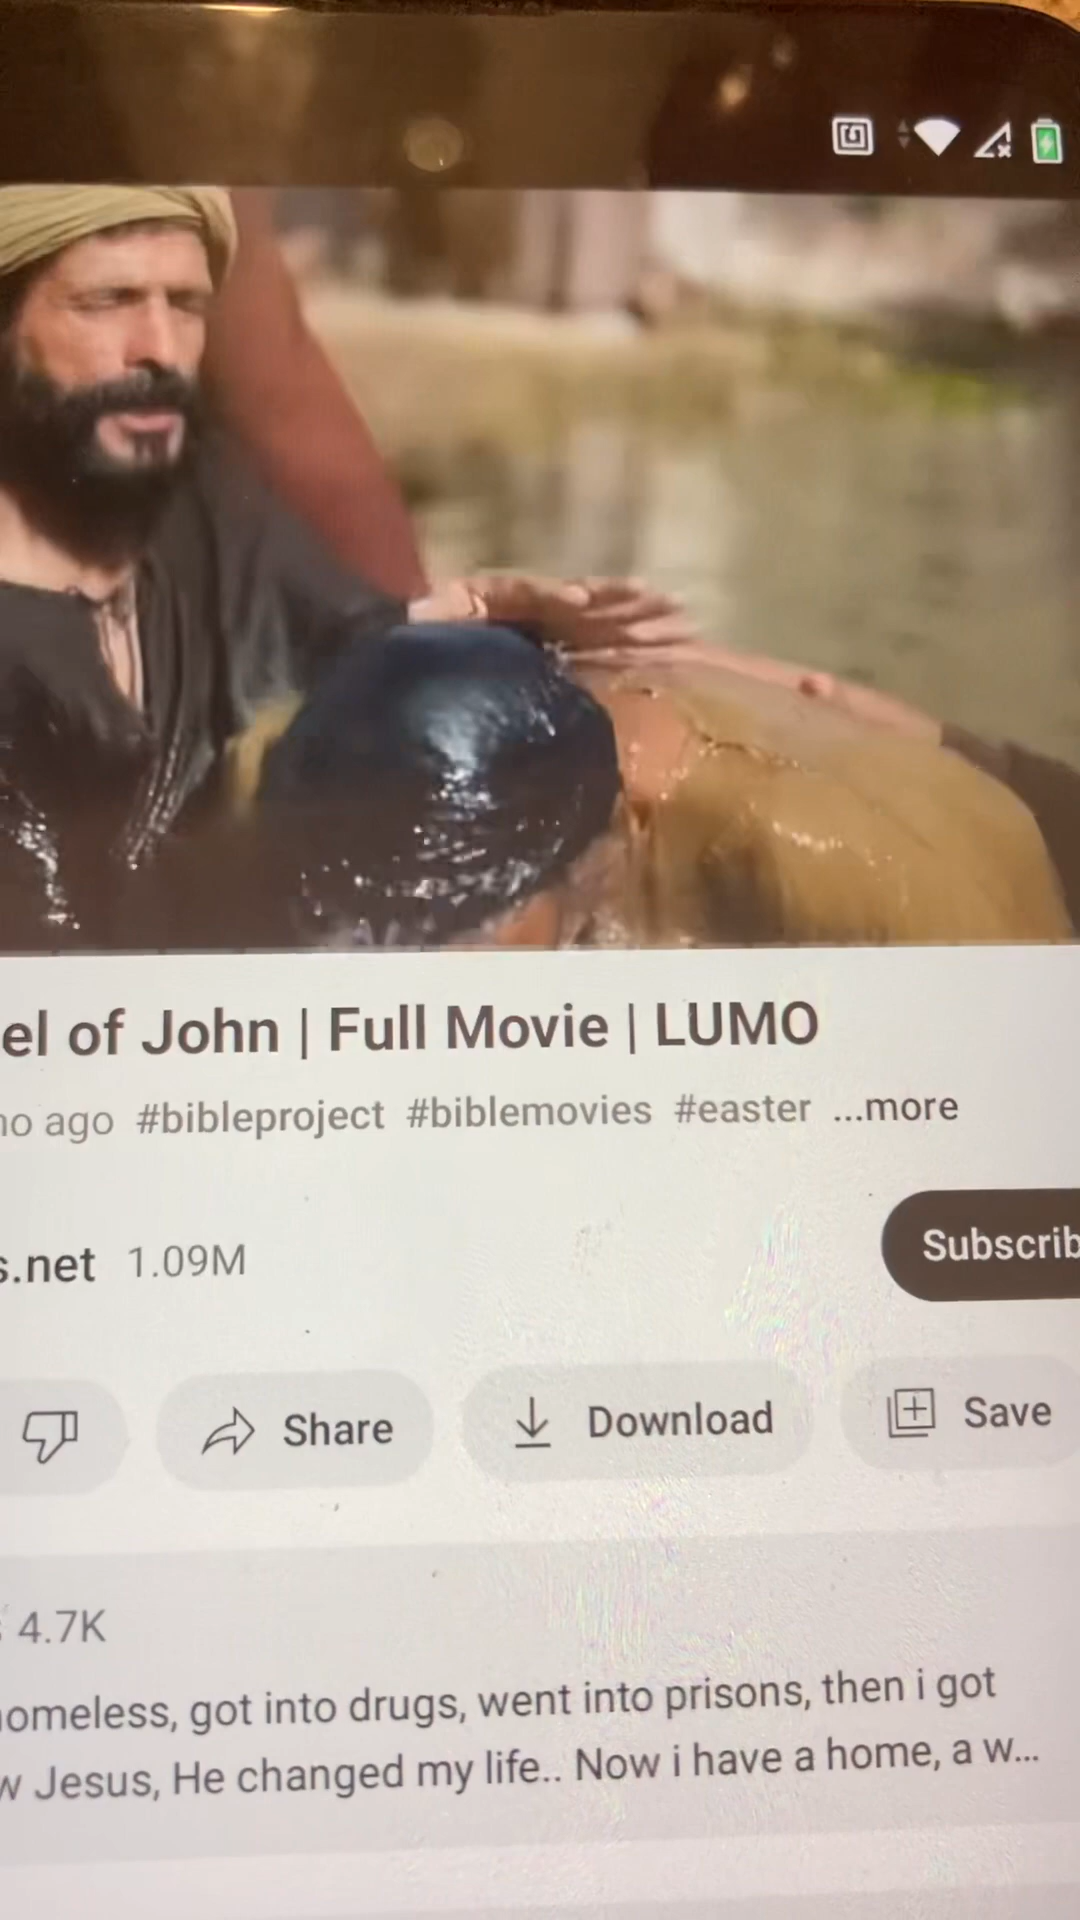 el of John | Full Movie | LUMO
mo ago #bibleproject #biblemovies #easter ...more
s.net 1.09M Subscrib
Share Download Save
4.7K
omeless, got into drugs, went into prisons, then i got
w Jesus, He changed my life.. Now i have a home, a w...